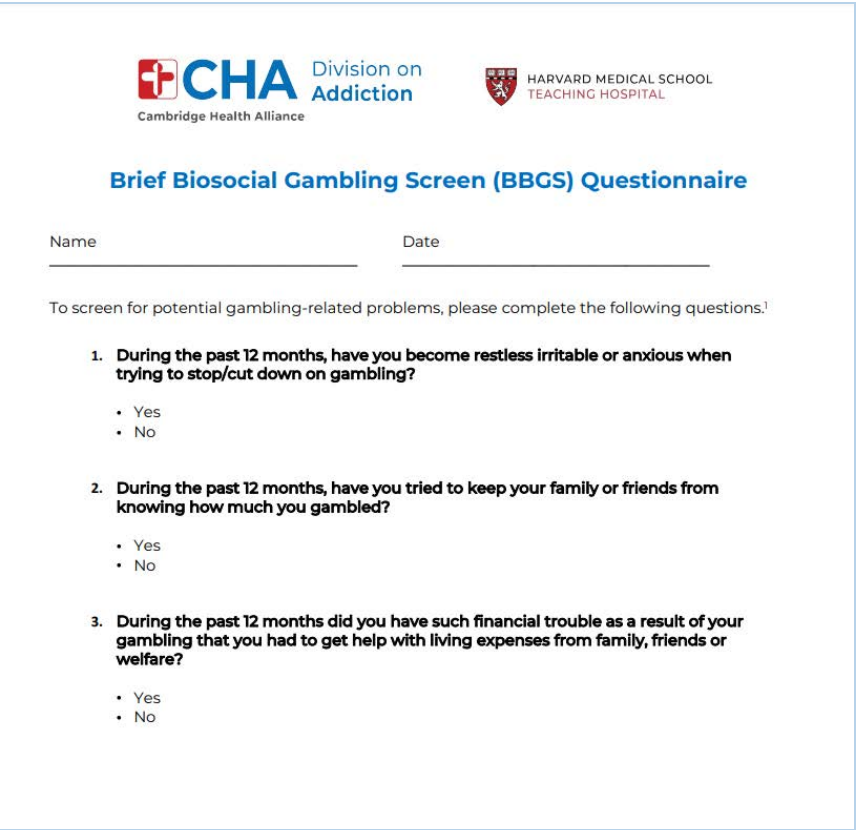 CHA Division on
Addiction
Cambridge Health Alliance
HARVARD MEDICAL SCHOOL
TEACHING HOSPITAL
Brief Biosocial Gambling Screen (BBGS) Questionnaire
Name Date
To screen for potential gambling-related problems, please complete the following questions.¹
1. During the past 12 months, have you become restless irritable or anxious when
trying to stop/cut down on gambling?
• Yes
• No
2. During the past 12 months, have you tried to keep your family or friends from
knowing how much you gambled?
• Yes
• No
3. During the past 12 months did you have such financial trouble as a result of your
gambling that you had to get help with living expenses from family, friends or
welfare?
• Yes
• No